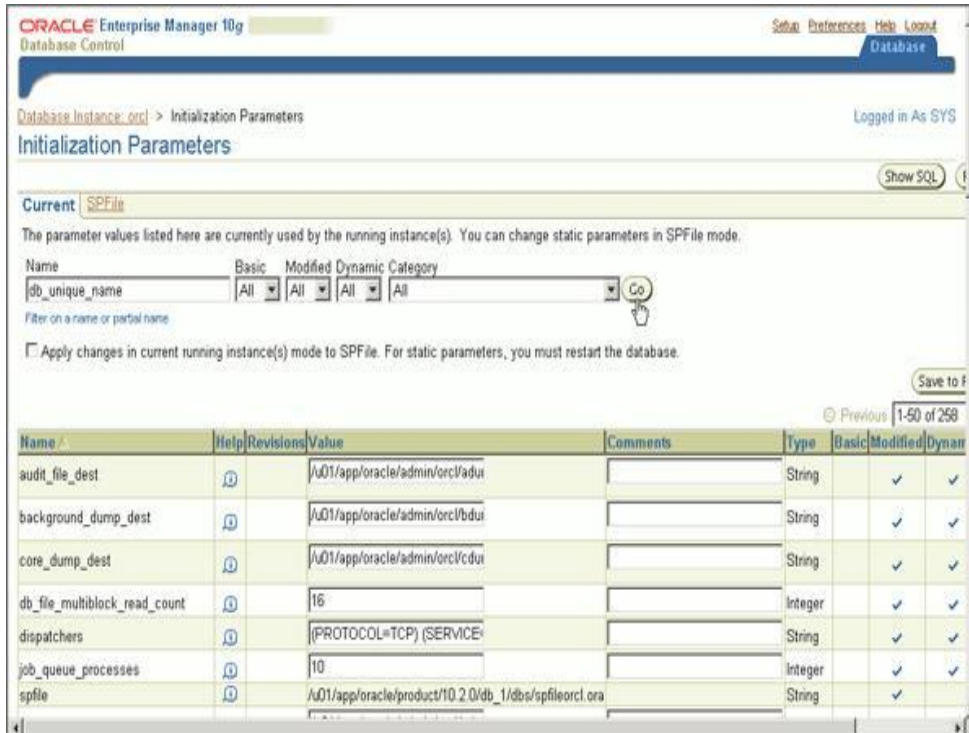 ORACLE Enterprise Manager 10g
Database Control
Setup Preferences Help Logout
Database
Database Instance: orcl > Initialization Parameters
Logged in As SYS
Initialization Parameters
Show SQL
Current SPFile
The parameter values listed here are currently used by the running instance(s). You can change static parameters in SPFile mode.
Name Basic Modified Dynamic Category
db_unique_name All All All All Go
Filter on a name or partial name
Apply changes in current running instance(s) mode to SPFile. For static parameters, you must restart the database.
Save to F
Previous 1-50 of 258
Name Help Revisions Value Comments Type Basic Modified Dynam
audit_file_dest /u01/app/oracle/admin/orcl/adu String
background_dump_dest /u01/app/oracle/admin/orcl/bdu String
core_dump_dest /u01/app/oracle/admin/orcl/cdu String
db_file_multiblock_read_count 16 Integer
dispatchers (PROTOCOL=TCP) (SERVICE= String
job_queue_processes 10 Integer
spfile /u01/app/oracle/product/10.2.0/db_1/dbs/spfileorcl.ora String